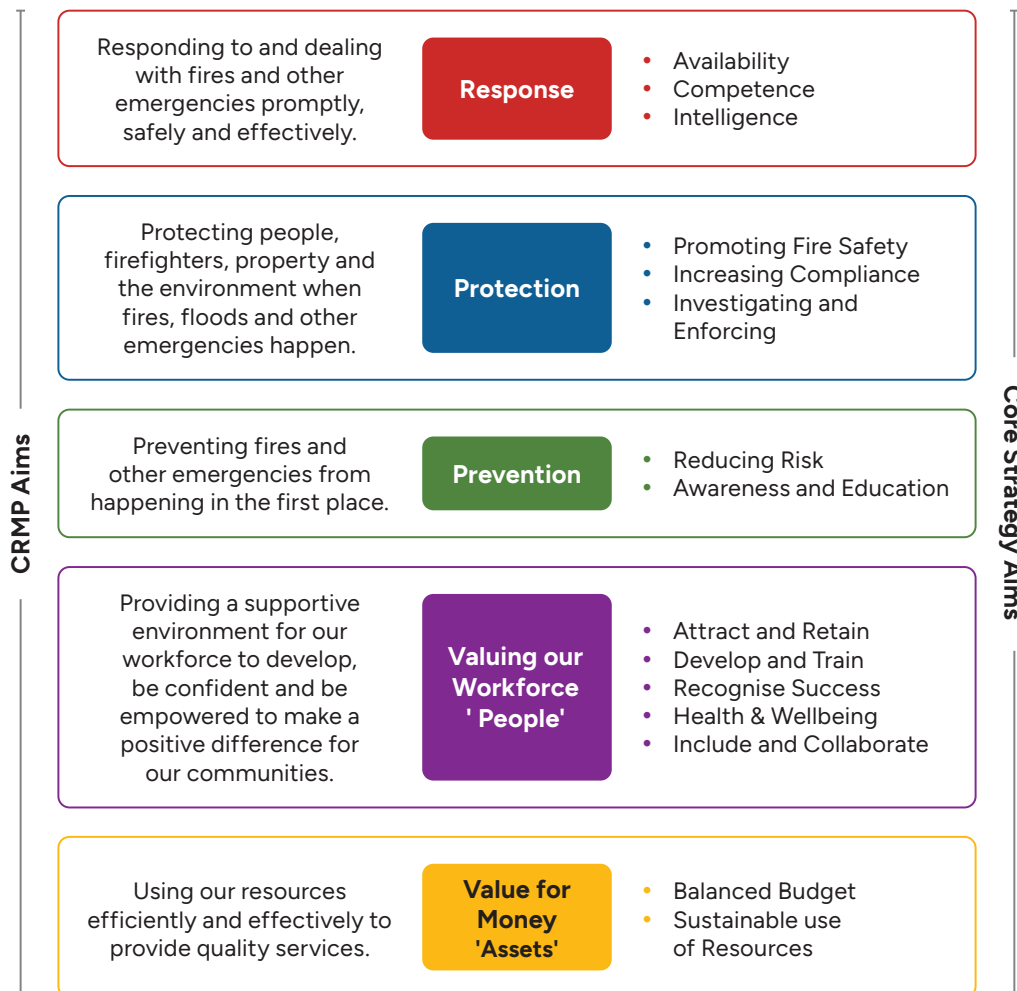 Responding to and dealing
with fires and other
emergencies promptly,
safely and effectively.
Response
• Availability
• Competence
• Intelligence
Protecting people,
firefighters, property and
the environment when
fires, floods and other
emergencies happen.
Protection
• Promoting Fire Safety
• Increasing Compliance
• Investigating and
Enforcing
CRMP Aims
Core Strategy Aims
Preventing fires and
other emergencies from
happening in the first place.
Prevention
• Reducing Risk
• Awareness and Education
Providing a supportive
environment for our
workforce to develop,
be confident and be
empowered to make a
positive difference for
our communities.
Valuing our
Workforce
' People'
• Attract and Retain
• Develop and Train
• Recognise Success
• Health & Wellbeing
• Include and Collaborate
Using our resources
efficiently and effectively to
provide quality services.
Value for
Money
'Assets'
• Balanced Budget
• Sustainable use
of Resources